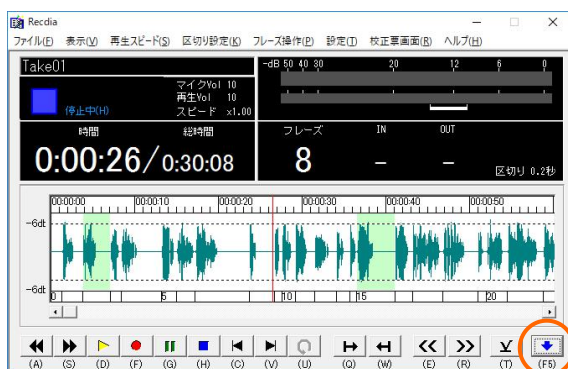 Recdia
ファイル(F) 表示(V) 再生スピード(S) 区切り設定(K) フレーズ操作(P) 設定(T) 校正票画面(R) ヘルプ(H)
Take01
マイクVol 10
再生Vol 10
停止中(H) スピード x1.00
-dB 50 40 30 20 12 6 0
時間 総時間
0:00:26/0:30:08
フレーズ IN OUT
8 – –
区切り 0.2秒
00:00:00 00:00:10 00:00:20 00:00:30 00:00:40 00:00:50
-6dt
-6dt
0 5 10 15 20
(A) (S) (D) (F) (G) (H) (C) (V) (U) (Q) (W) (E) (R) (T) (F5)